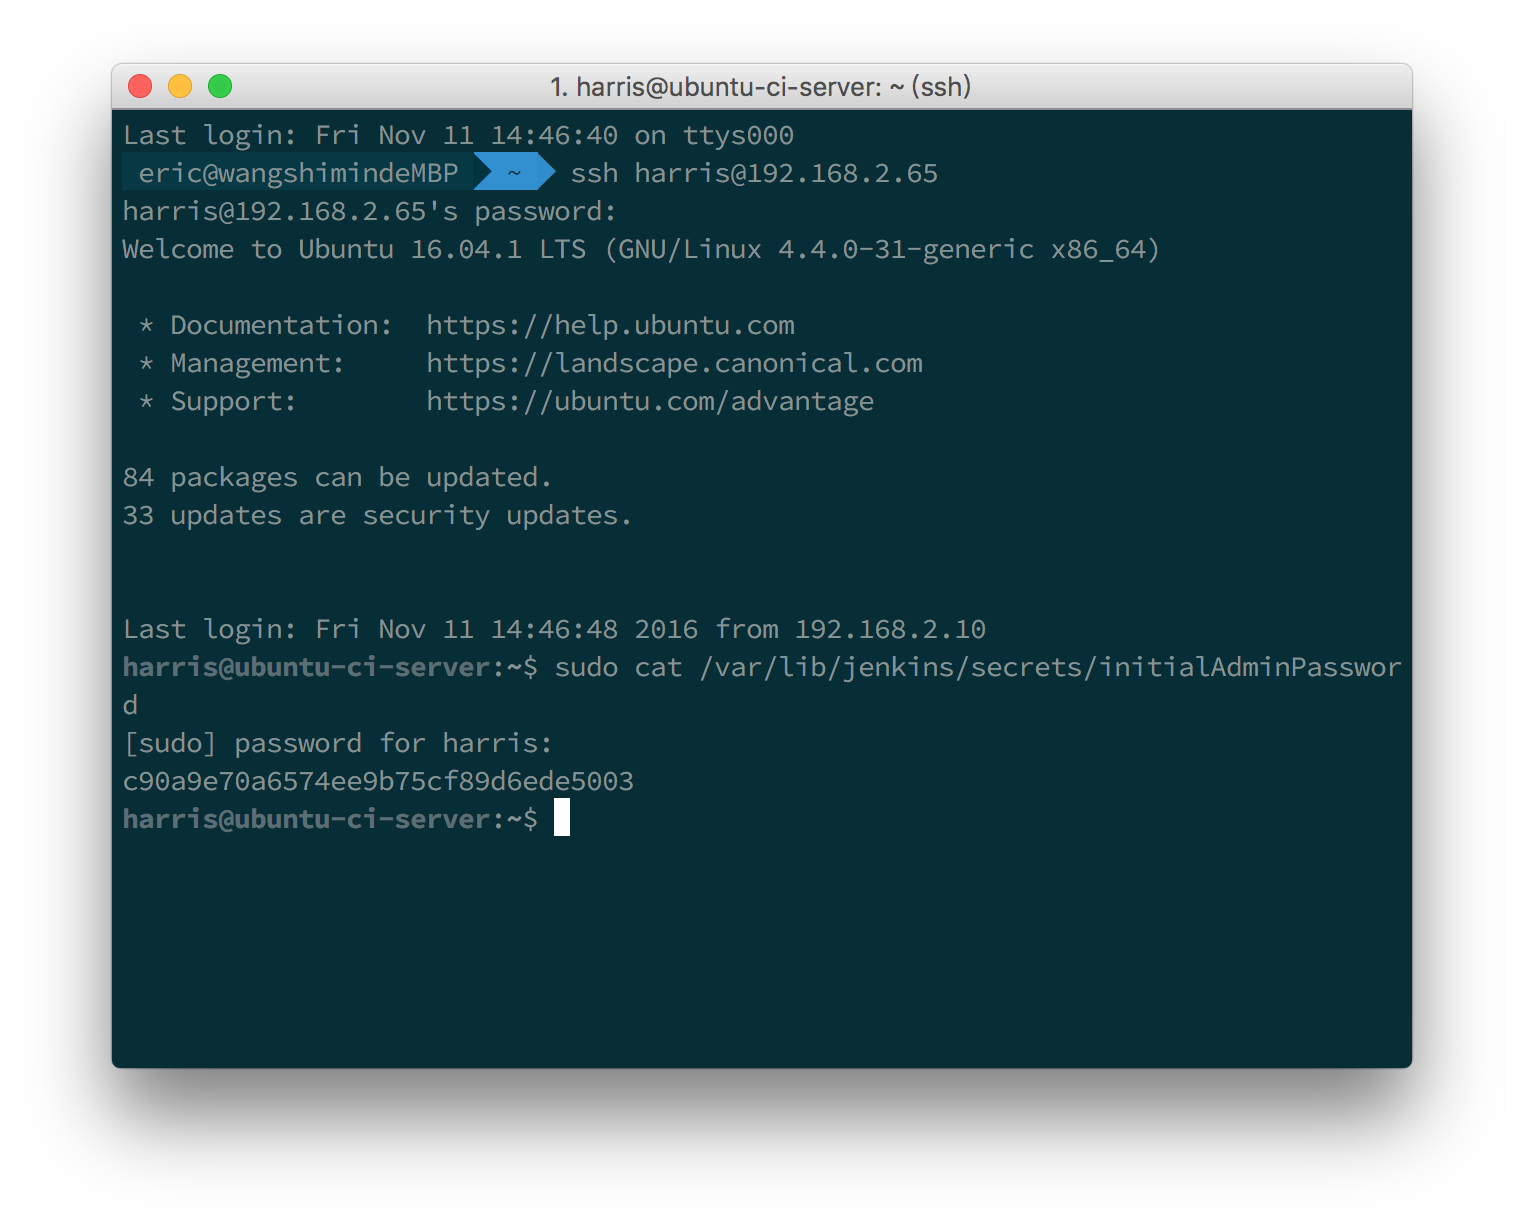 1. harris@ubuntu-ci-server: ~ (ssh)
Last login: Fri Nov 11 14:46:40 on ttys000
eric@wangshimindeMBP ~ ssh harris@192.168.2.65
harris@192.168.2.65's password:
Welcome to Ubuntu 16.04.1 LTS (GNU/Linux 4.4.0-31-generic x86_64)
* Documentation:  https://help.ubuntu.com
* Management:     https://landscape.canonical.com
* Support:        https://ubuntu.com/advantage
84 packages can be updated.
33 updates are security updates.
Last login: Fri Nov 11 14:46:48 2016 from 192.168.2.10
harris@ubuntu-ci-server:~$ sudo cat /var/lib/jenkins/secrets/initialAdminPasswor
d
[sudo] password for harris:
c90a9e70a6574ee9b75cf89d6ede5003
harris@ubuntu-ci-server:~$